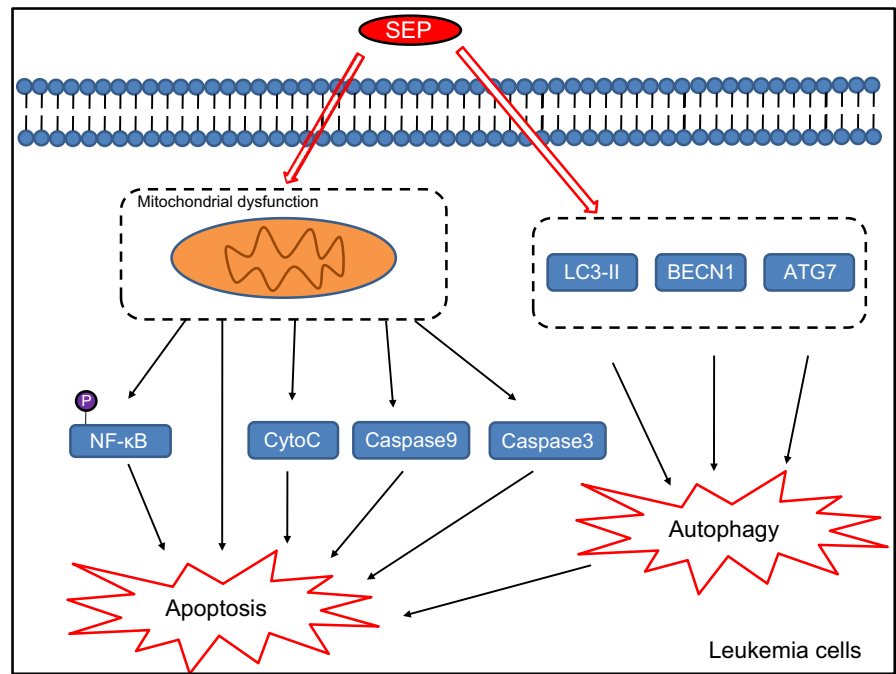 SEP
Mitochondrial dysfunction
LC3-II
BECN1
ATG7
P
NF-κB
CytoC
Caspase9
Caspase3
Autophagy
Apoptosis
Leukemia cells